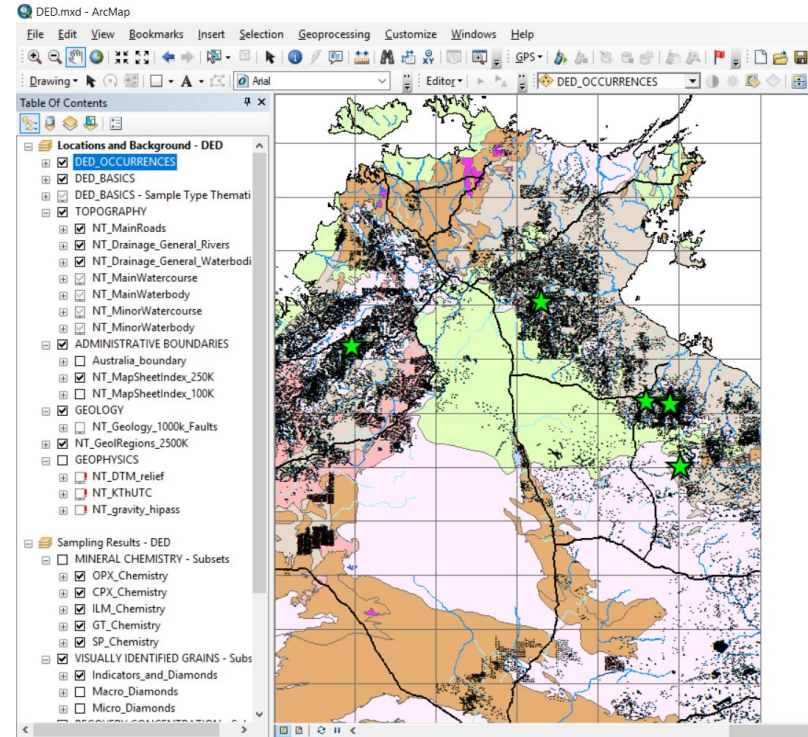 DED.mxd - ArcMap
File Edit View Bookmarks Insert Selection Geoprocessing Customize Windows Help
GPS
Drawing A Arial Editor DED_OCCURRENCES
Table Of Contents
Locations and Background - DED
DED_OCCURRENCES
DED_BASICS
DED_BASICS - Sample Type Themati
TOPOGRAPHY
NT_MainRoads
NT_Drainage_General_Rivers
NT_Drainage_General_Waterbodi
NT_MainWatercourse
NT_MainWaterbody
NT_MinorWatercourse
NT_MinorWaterbody
ADMINISTRATIVE BOUNDARIES
Australia_boundary
NT_MapSheetIndex_250K
NT_MapSheetIndex_100K
GEOLOGY
NT_Geology_1000k_Faults
NT_GeolRegions_2500K
GEOPHYSICS
NT_DTM_relief
NT_KThUTC
NT_gravity_hipass
Sampling Results - DED
MINERAL CHEMISTRY - Subsets
OPX_Chemistry
CPX_Chemistry
ILM_Chemistry
GT_Chemistry
SP_Chemistry
VISUALLY IDENTIFIED GRAINS - Subs
Indicators_and_Diamonds
Macro_Diamonds
Micro_Diamonds